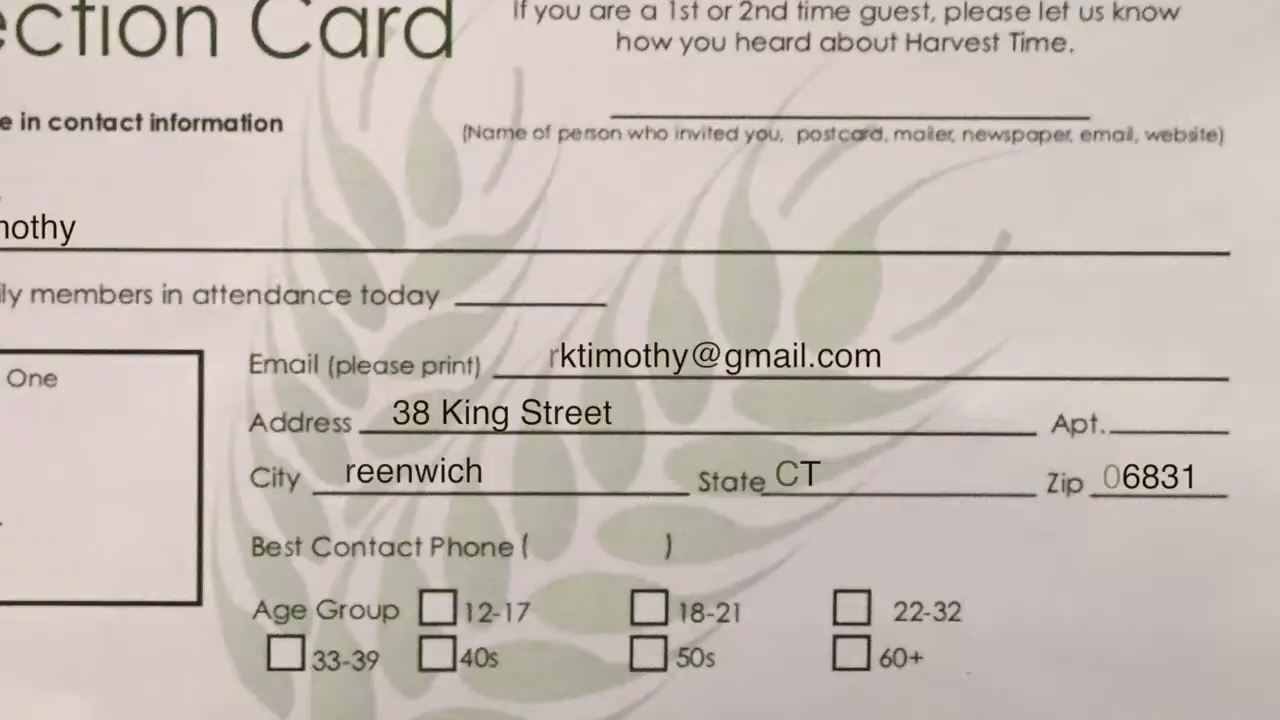 ction Card
If you are a 1st or 2nd time guest, please let us know
how you heard about Harvest Time.
e in contact information
(Name of person who invited you, postcard, mailer, newspaper, email, website)
mothy
ily members in attendance today
One
Email (please print) rktimothy@gmail.com
Address 38 King Street Apt.
City reenwich State CT Zip 06831
Best Contact Phone ( )
Age Group 12-17 18-21 22-32
33-39 40s 50s 60+